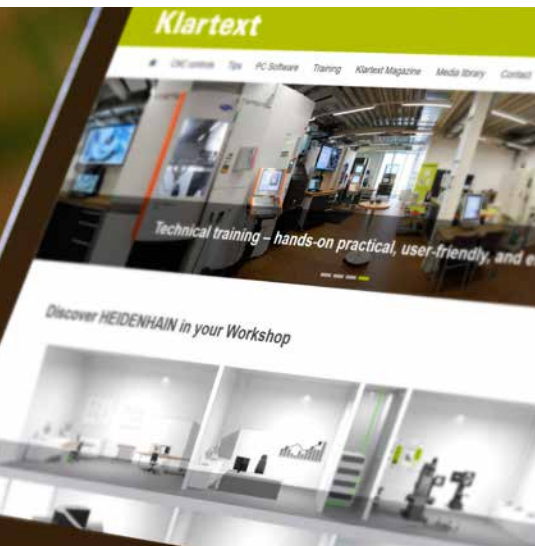 Klartext
CNC controls Tips PC Software Training Klartext Magazine Media library Contact
Technical training – hands-on practical, user-friendly, and e
Discover HEIDENHAIN in your Workshop